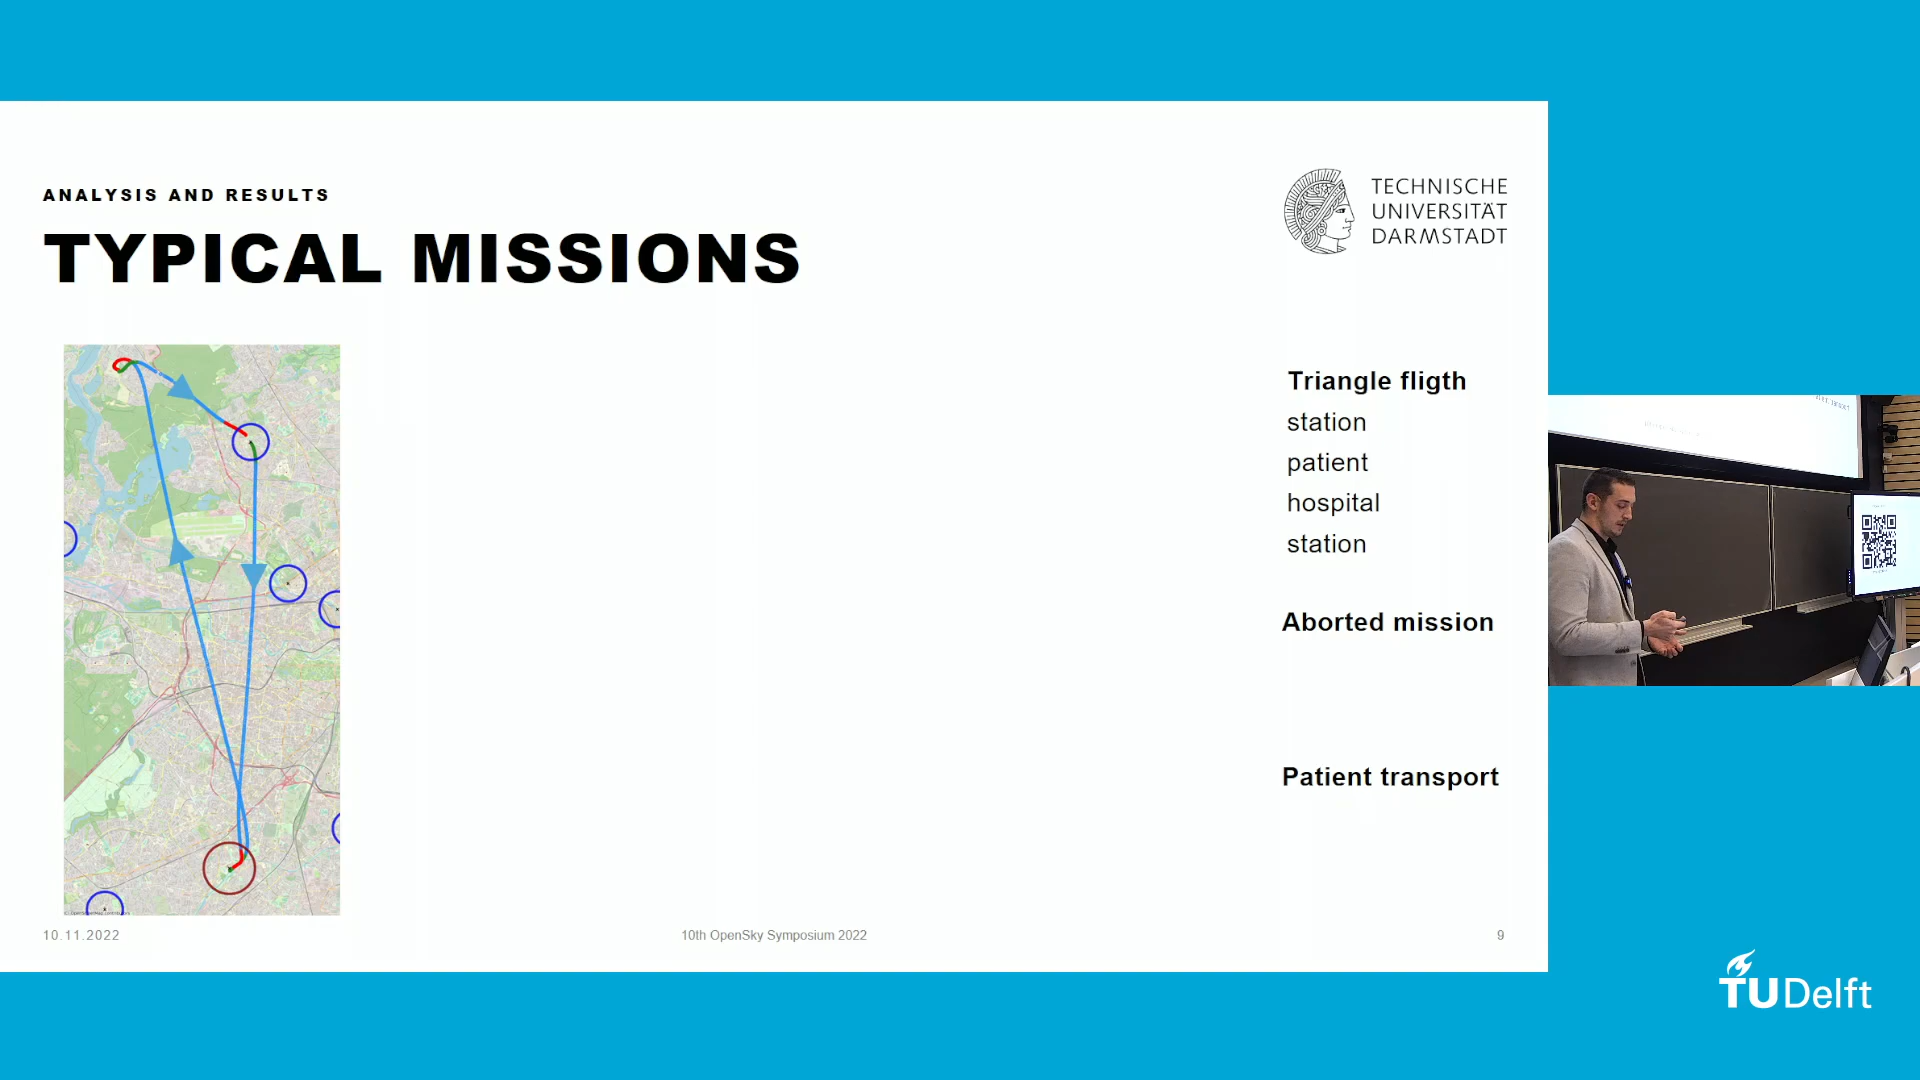 ANALYSIS AND RESULTS
TYPICAL MISSIONS
TECHNISCHE
UNIVERSITÄT
DARMSTADT
Triangle fligth
station
patient
hospital
station
Aborted mission
Patient transport
10.11.2022
10th OpenSky Symposium 2022
9
TUDelft